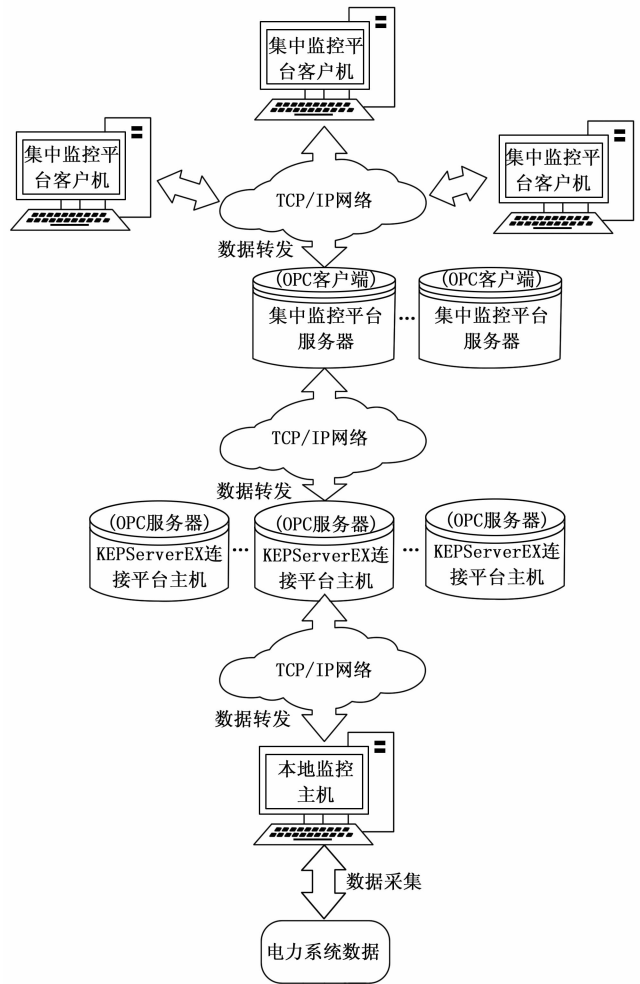 集中监控平
台客户机
集中监控平
台客户机
集中监控平
台客户机
TCP/IP网络
数据转发
(OPC客户端)
集中监控平台
服务器
...
(OPC客户端)
集中监控平台
服务器
TCP/IP网络
数据转发
(OPC服务器)
KEPServerEX连
接平台主机
...
(OPC服务器)
KEPServerEX连
接平台主机
...
(OPC服务器)
KEPServerEX连
接平台主机
TCP/IP网络
数据转发
本地监控
主机
数据采集
电力系统数据